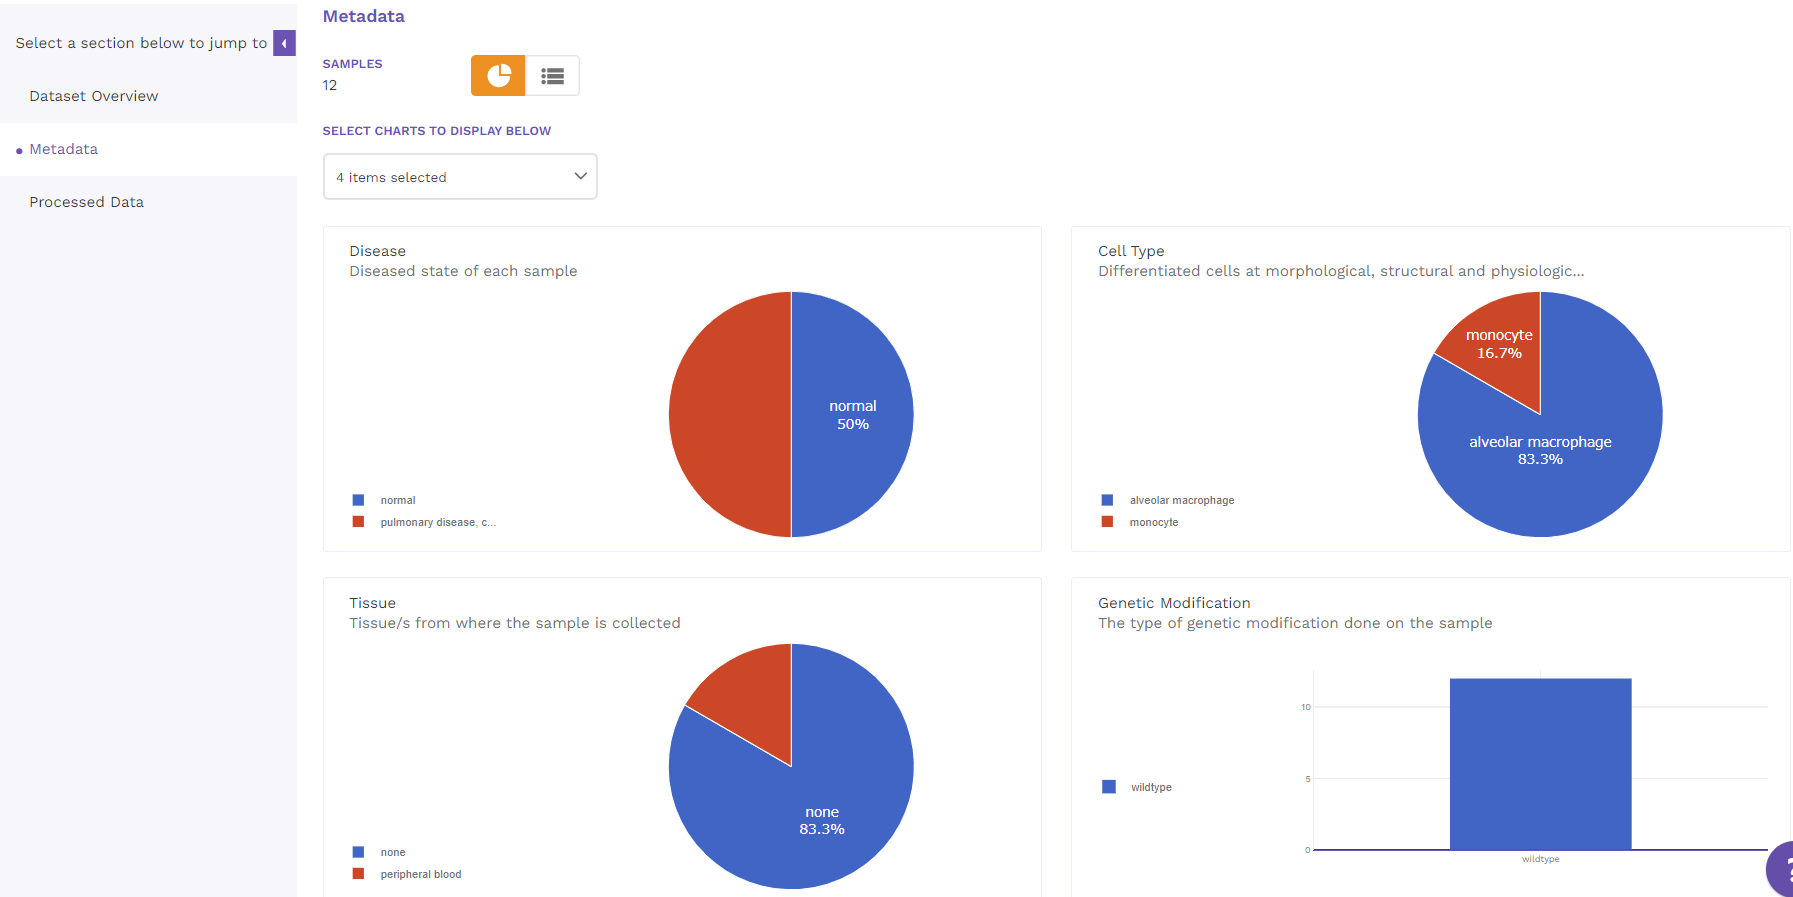 Select a section below to jump to
Dataset Overview
Metadata
Processed Data
Metadata
SAMPLES
12
SELECT CHARTS TO DISPLAY BELOW
4 items selected
Disease
Diseased state of each sample
normal
50%
normal
pulmonary disease, c...
Cell Type
Differentiated cells at morphological, structural and physiologic...
monocyte
16.7%
alveolar macrophage
83.3%
alveolar macrophage
monocyte
Tissue
Tissue/s from where the sample is collected
none
83.3%
none
peripheral blood
Genetic Modification
The type of genetic modification done on the sample
10
5
0
wildtype
wildtype